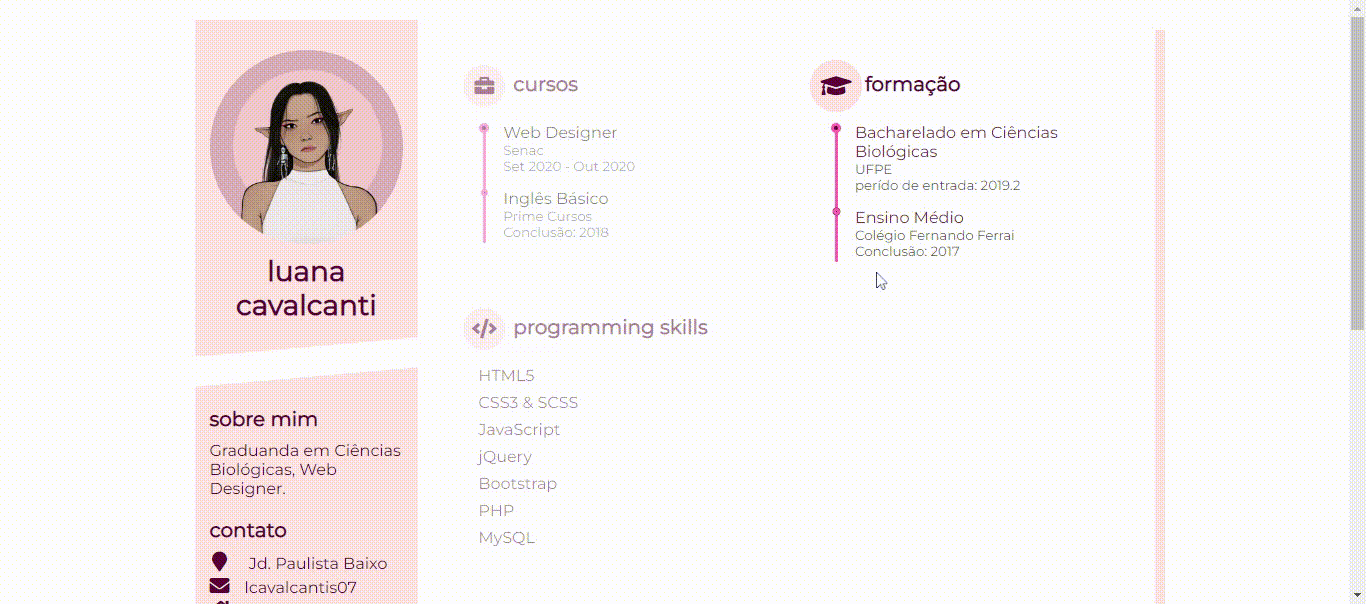 luana
cavalcanti
sobre mim
Graduanda em Ciências
Biológicas, Web
Designer.
contato
Jd. Paulista Baixo
lcavalcantis07
cursos
Web Designer
Senac
Set 2020 - Out 2020
Inglês Básico
Prime Cursos
Conclusão: 2018
formação
Bacharelado em Ciências
Biológicas
UFPE
perído de entrada: 2019.2
Ensino Médio
Colégio Fernando Ferrai
Conclusão: 2017
programming skills
HTML5
CSS3 & SCSS
JavaScript
jQuery
Bootstrap
PHP
MySQL